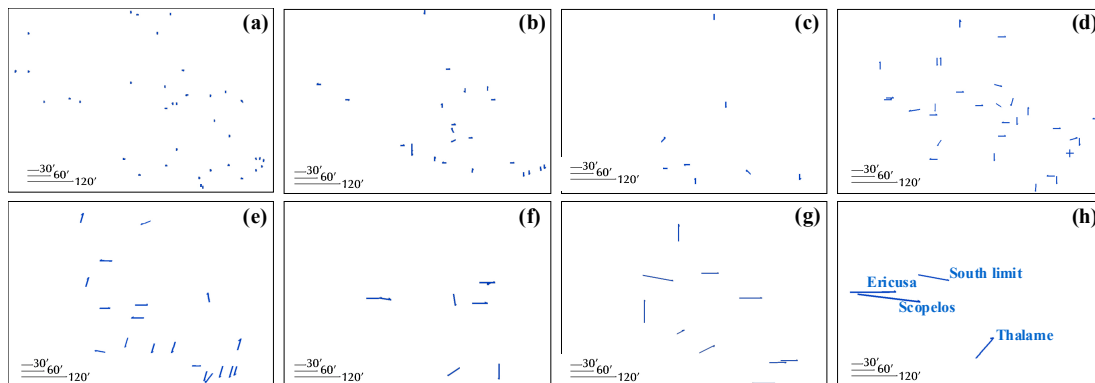 (a)
30′
60′
120′
(b)
30′
60′
120′
(c)
30′
60′
120′
(d)
30′
60′
120′
(e)
30′
60′
120′
(f)
30′
60′
120′
(g)
30′
60′
120′
(h)
South limit
Ericusa
Scopelos
Thalame
30′
60′
120′